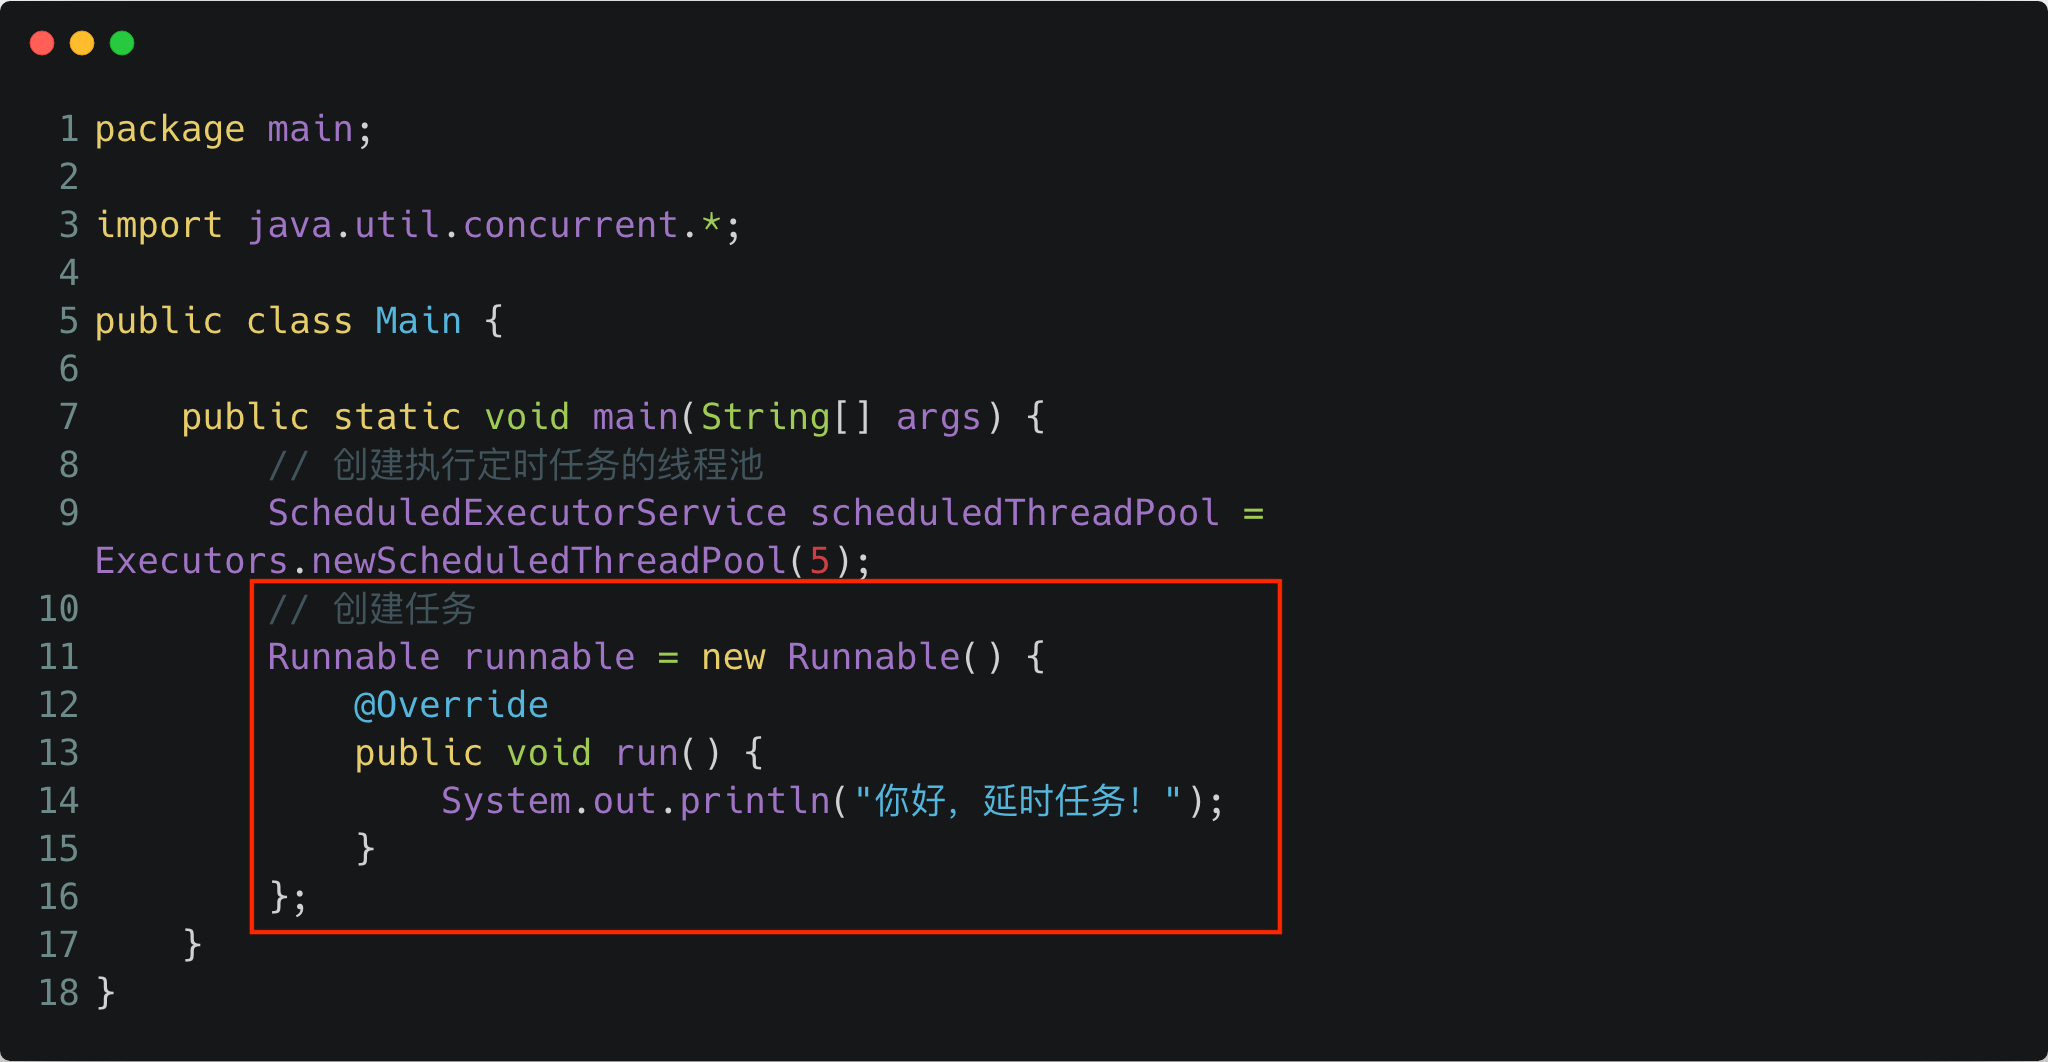 1 package main;
2
3 import java.util.concurrent.*;
4
5 public class Main {
6
7     public static void main(String[] args) {
8         // 创建执行定时任务的线程池
9         ScheduledExecutorService scheduledThreadPool =
Executors.newScheduledThreadPool(5);
10         // 创建任务
11         Runnable runnable = new Runnable() {
12             @Override
13             public void run() {
14                 System.out.println("你好，延时任务！");
15             }
16         };
17     }
18 }